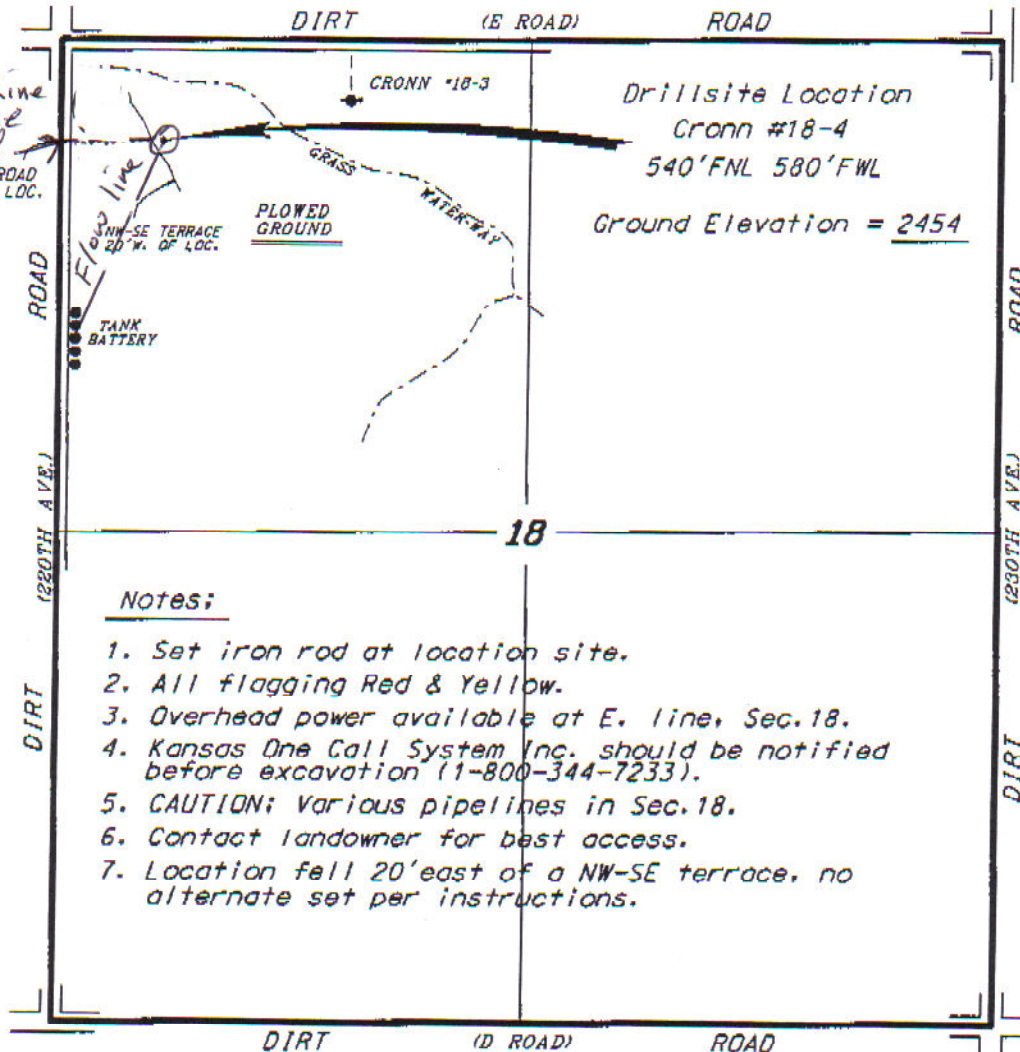 DIRT (E ROAD) ROAD
CRONN #18-3
Drillsite Location
Cronn #18-4
540'FNL 580'FWL
Ground Elevation = 2454
line
ROAD
LOC.
Flow line
GRASS
WATER-WAY
PLOWED
GROUND
NW-SE TERRACE
20'W. OF LOC.
TANK
BATTERY
ROAD
(220TH AVE.)
DIRT
ROAD
(230TH AVE.)
DIRT
18
Notes:
1. Set iron rod at location site.
2. All flagging Red & Yellow.
3. Overhead power available at E. line, Sec.18.
4. Kansas One Call System Inc. should be notified
before excavation (1-800-344-7233).
5. CAUTION: Various pipelines in Sec.18.
6. Contact landowner for best access.
7. Location fell 20'east of a NW-SE terrace, no
alternate set per instructions.
DIRT (D ROAD) ROAD